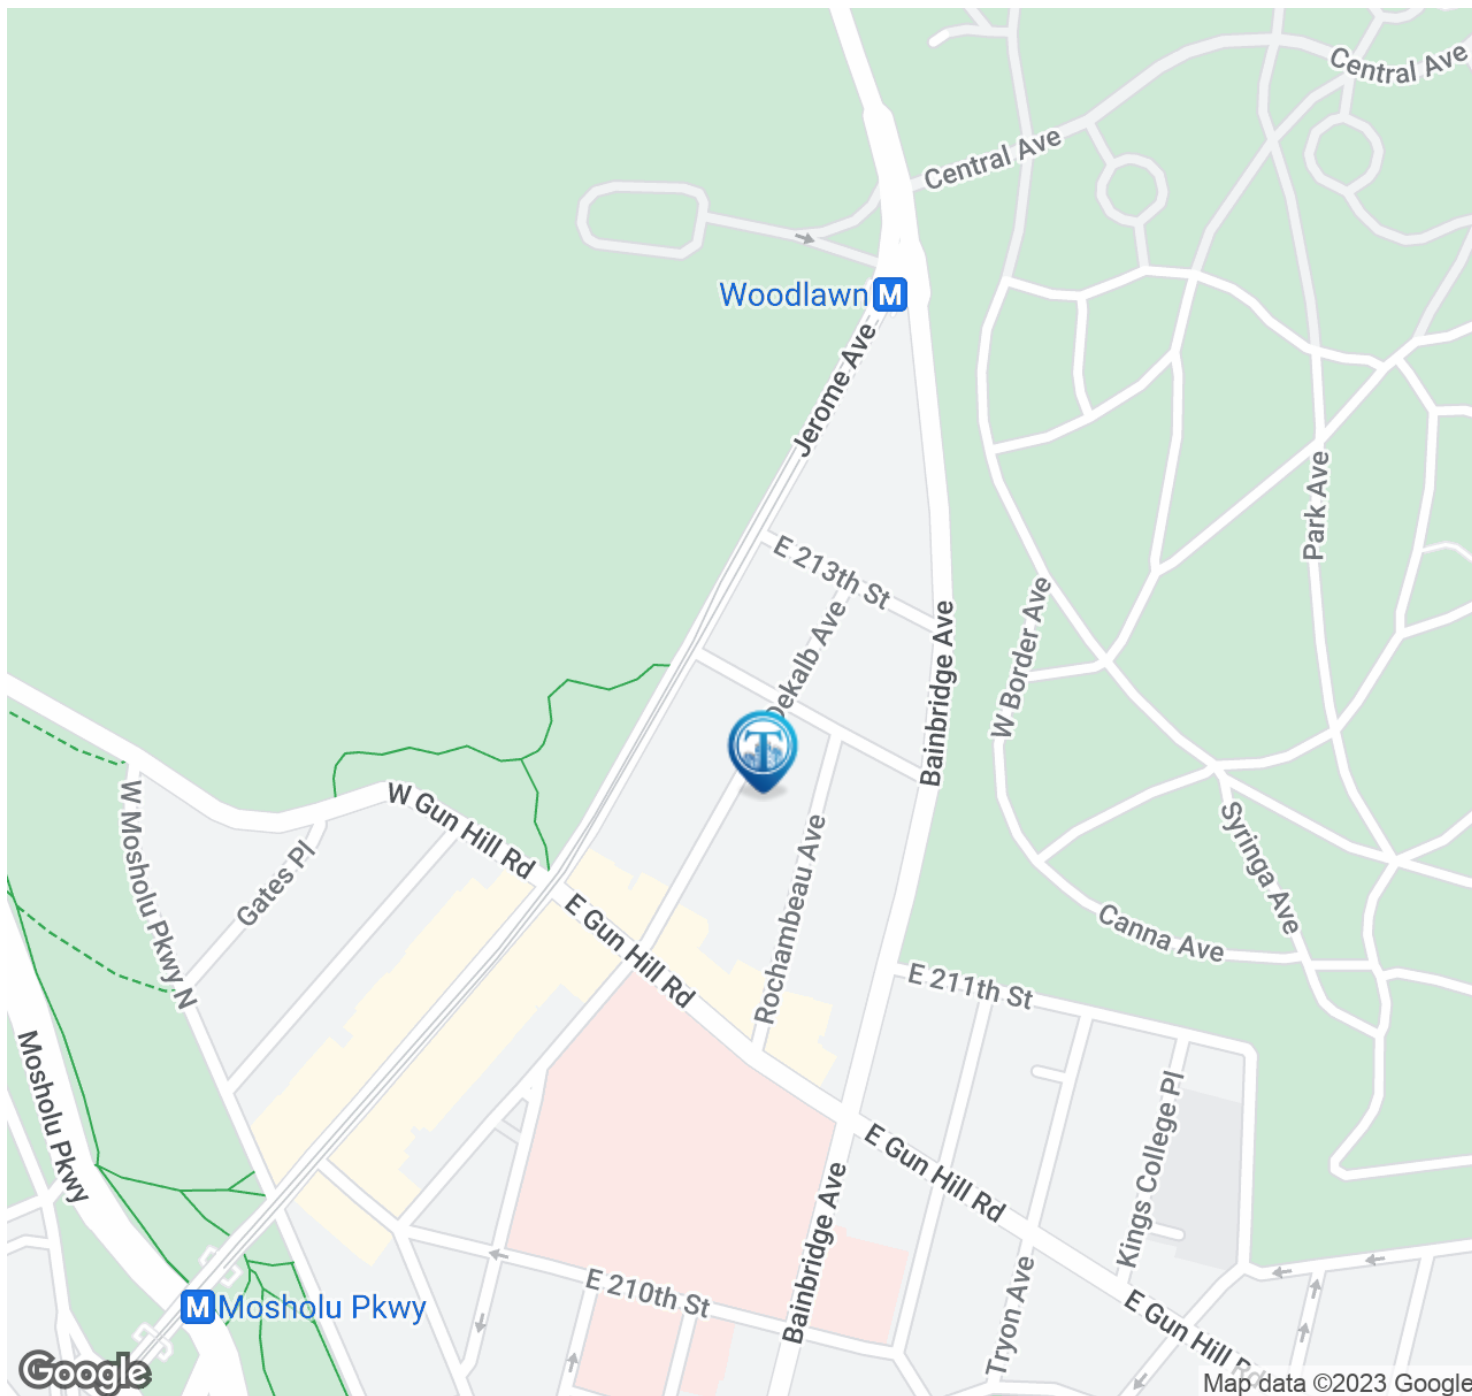 Central Ave
Central Ave
Woodlawn M
Jerome Ave
E 213th St
Park Ave
Dekalb Ave
Bainbridge Ave
W Border Ave
T
W Gun Hill Rd
W Mosholu Pkwy N
Gates Pl
Rochambeau Ave
Syringa Ave
E Gun Hill Rd
Canna Ave
E 211th St
Mosholu Pkwy
Kings College Pl
E Gun Hill Rd
Bainbridge Ave
E 210th St
M Mosholu Pkwy
Tryon Ave
E Gun Hill Rd
Google
Map data ©2023 Google